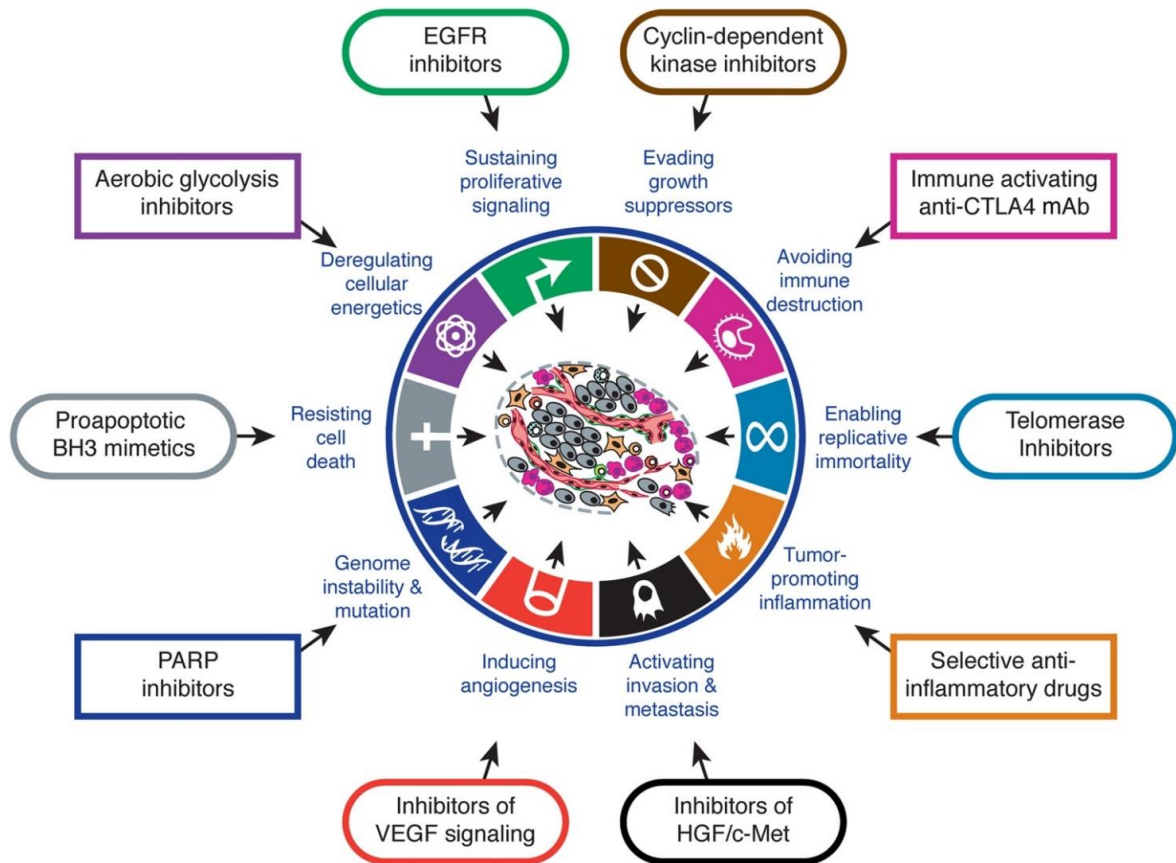 EGFR
inhibitors
Cyclin-dependent
kinase inhibitors
Sustaining
proliferative
signaling
Evading
growth
suppressors
Aerobic glycolysis
inhibitors
Immune activating
anti-CTLA4 mAb
Deregulating
cellular
energetics
Avoiding
immune
destruction
Proapoptotic
BH3 mimetics
Resisting
cell
death
Enabling
replicative
immortality
Telomerase
Inhibitors
Genome
instability &
mutation
Tumor-
promoting
inflammation
PARP
inhibitors
Inducing
angiogenesis
Activating
invasion &
metastasis
Selective anti-
inflammatory drugs
Inhibitors of
VEGF signaling
Inhibitors of
HGF/c-Met